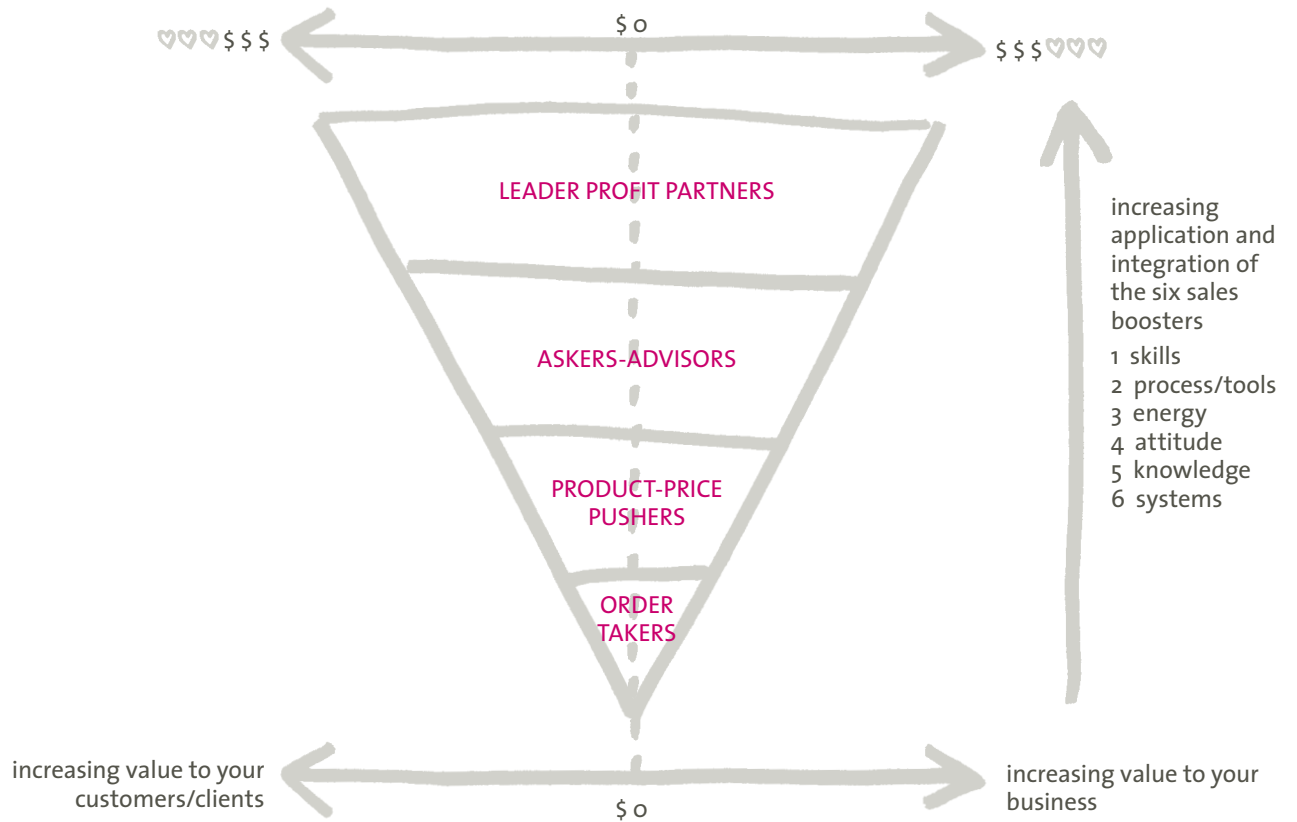 $ 0
♡♡♡$ $ $
$ $ $♡♡♡
LEADER PROFIT PARTNERS
ASKERS-ADVISORS
PRODUCT-PRICE
PUSHERS
ORDER
TAKERS
increasing
application and
integration of
the six sales
boosters
1 skills
2 process/tools
3 energy
4 attitude
5 knowledge
6 systems
increasing value to your
customers/clients
$ 0
increasing value to your
business